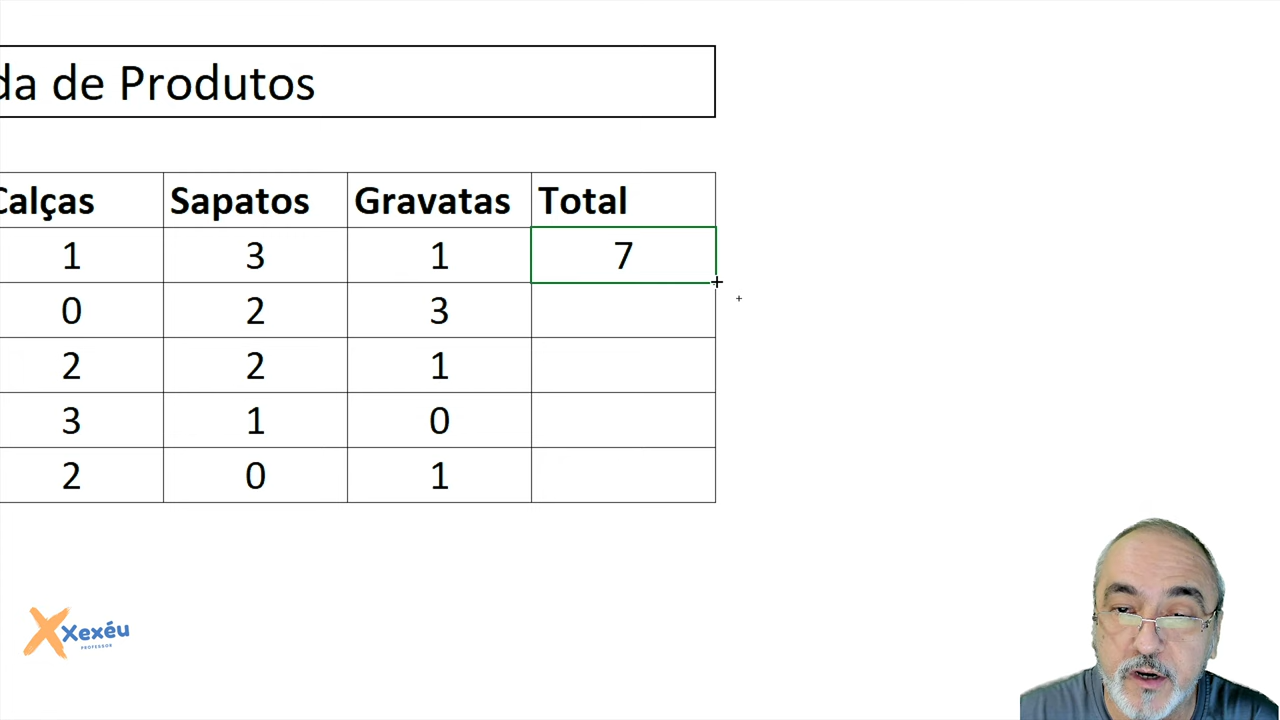 da de Produtos
Calças Sapatos Gravatas Total
1 3 1 7
0 2 3
2 2 1
3 1 0
2 0 1
Xexéu
PROFESSOR